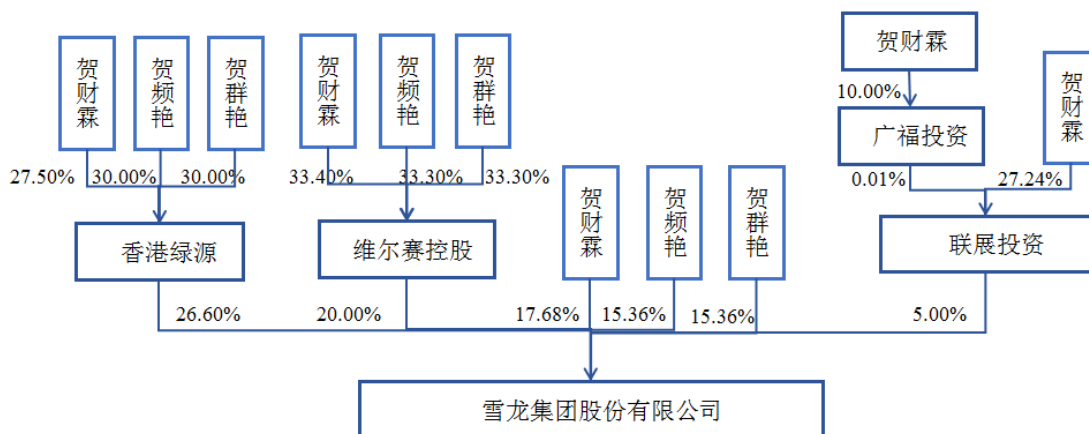 贺财霖
贺频艳
贺群艳
贺财霖
贺频艳
贺群艳
贺财霖
贺财霖
10.00%
广福投资
27.50%
30.00%
30.00%
33.40%
33.30%
33.30%
0.01%
27.24%
贺财霖
贺频艳
贺群艳
香港绿源
维尔赛控股
联展投资
26.60%
20.00%
17.68%
15.36%
15.36%
5.00%
雪龙集团股份有限公司